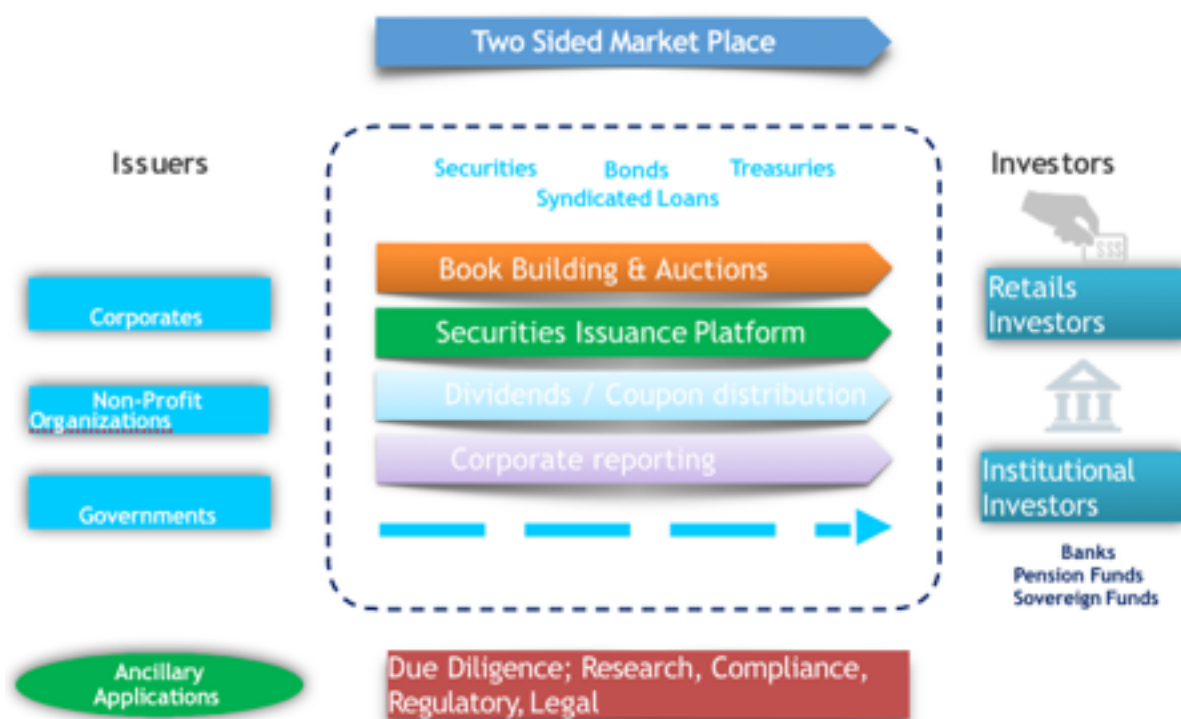 Two Sided Market Place
Issuers
Securities Bonds Treasuries
Syndicated Loans
Investors
$$$
Book Building & Auctions
Securities Issuance Platform
Dividends / Coupon distribution
Corporate reporting
Corporates
Non-Profit
Organizations
Governments
Retails
Investors
Institutional
Investors
Banks
Pension Funds
Sovereign Funds
Ancillary
Applications
Due Diligence; Research, Compliance,
Regulatory, Legal